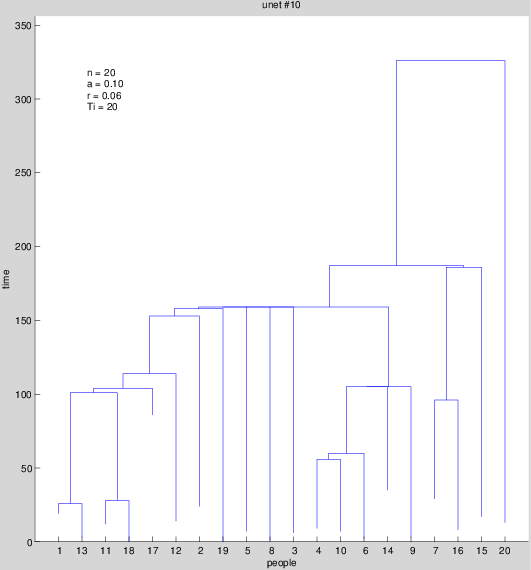 unet #10
350
n = 20
a = 0.10
r = 0.06
Ti = 20
300
250
200
time
150
100
50
0
1 13 11 18 17 12 2 19 5 8 3 4 10 6 14 9 7 16 15 20
people